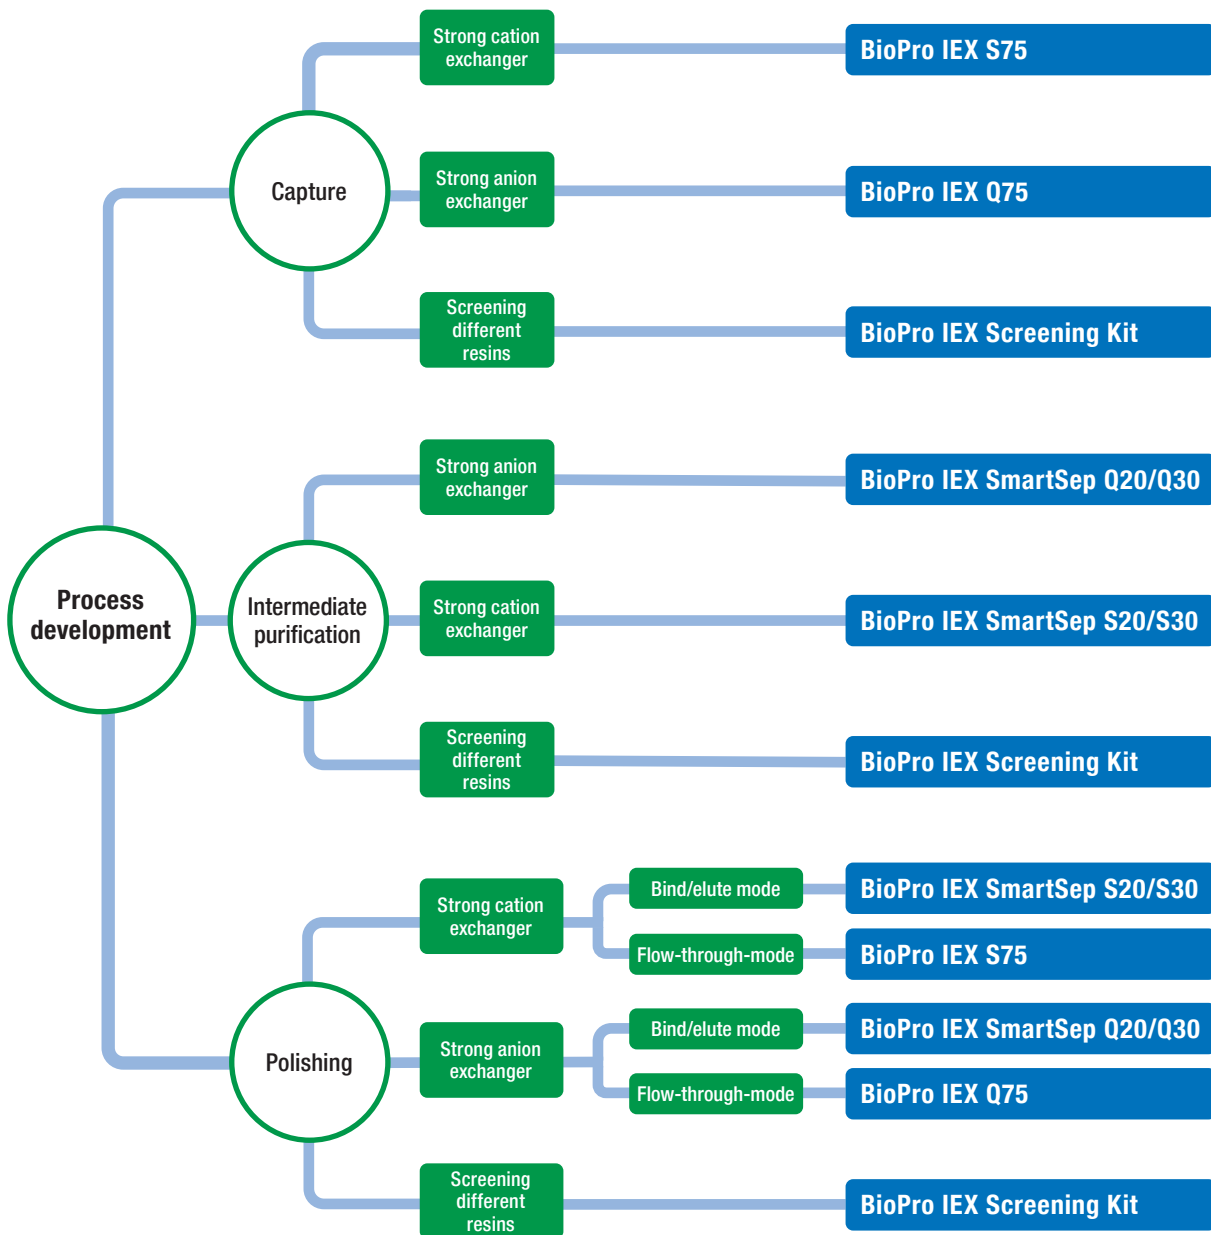 Strong cation
exchanger
BioPro IEX S75
Capture
Strong anion
exchanger
BioPro IEX Q75
Screening
different
resins
BioPro IEX Screening Kit
Strong anion
exchanger
BioPro IEX SmartSep Q20/Q30
Process
development
Intermediate
purification
Strong cation
exchanger
BioPro IEX SmartSep S20/S30
Screening
different
resins
BioPro IEX Screening Kit
Strong cation
exchanger
Bind/elute mode
BioPro IEX SmartSep S20/S30
Flow-through-mode
BioPro IEX S75
Polishing
Strong anion
exchanger
Bind/elute mode
BioPro IEX SmartSep Q20/Q30
Flow-through-mode
BioPro IEX Q75
Screening
different
resins
BioPro IEX Screening Kit